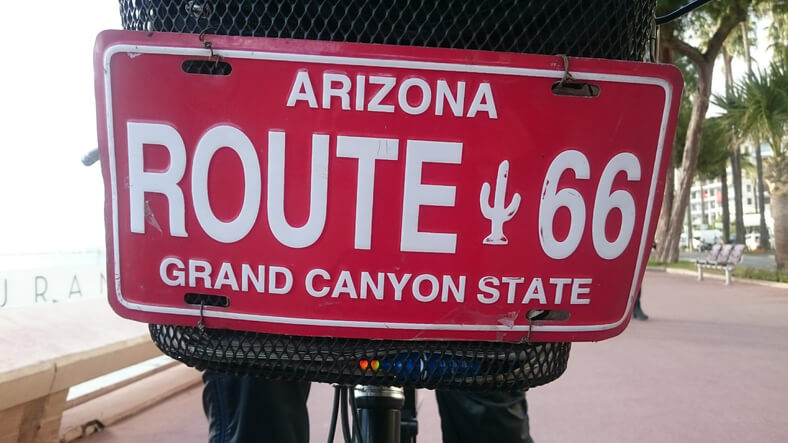 ARIZONA
ROUTE 66
GRAND CANYON STATE